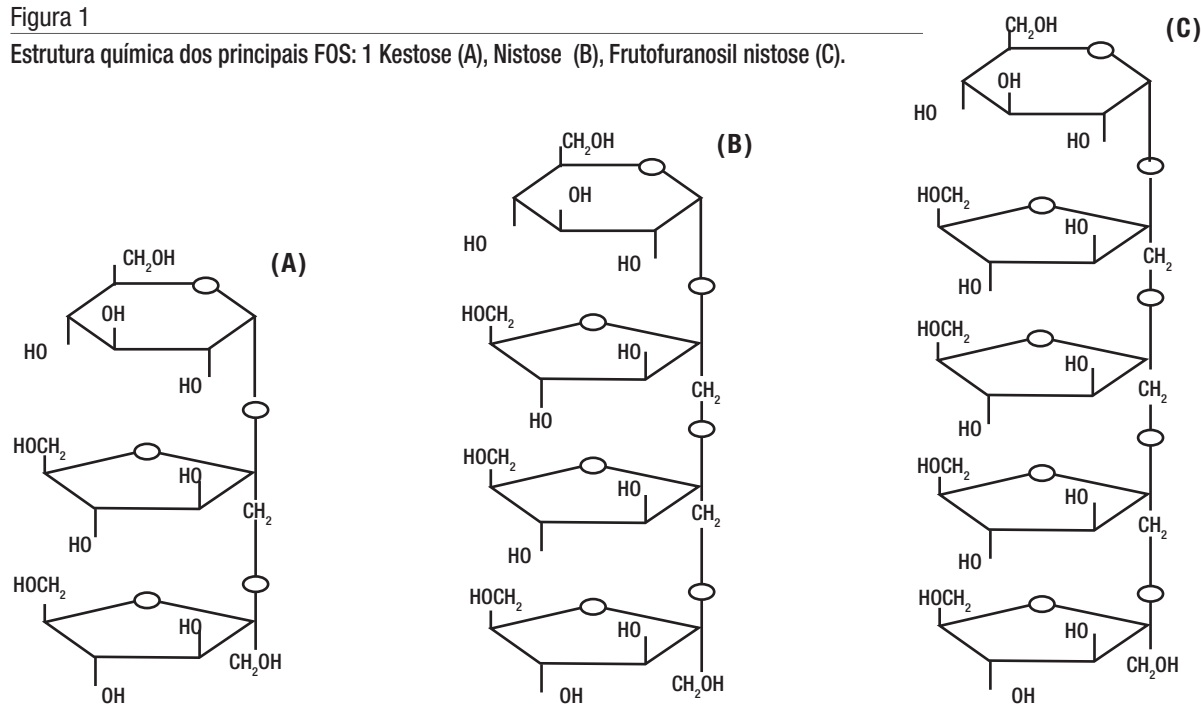 Figura 1
Estrutura química dos principais FOS: 1 Kestose (A), Nistose (B), Frutofuranosil nistose (C).
(A)
CH₂OH
OH
HO
HO
HOCH₂
HO
CH₂
HO
HOCH₂
HO
CH₂OH
OH
(B)
CH₂OH
OH
HO
HO
HOCH₂
HO
CH₂
HO
HOCH₂
HO
CH₂
HO
HOCH₂
HO
CH₂OH
OH
(C)
CH₂OH
OH
HO
HO
HOCH₂
HO
CH₂
HO
HOCH₂
HO
CH₂
HO
HOCH₂
HO
CH₂
HO
HOCH₂
HO
CH₂OH
OH